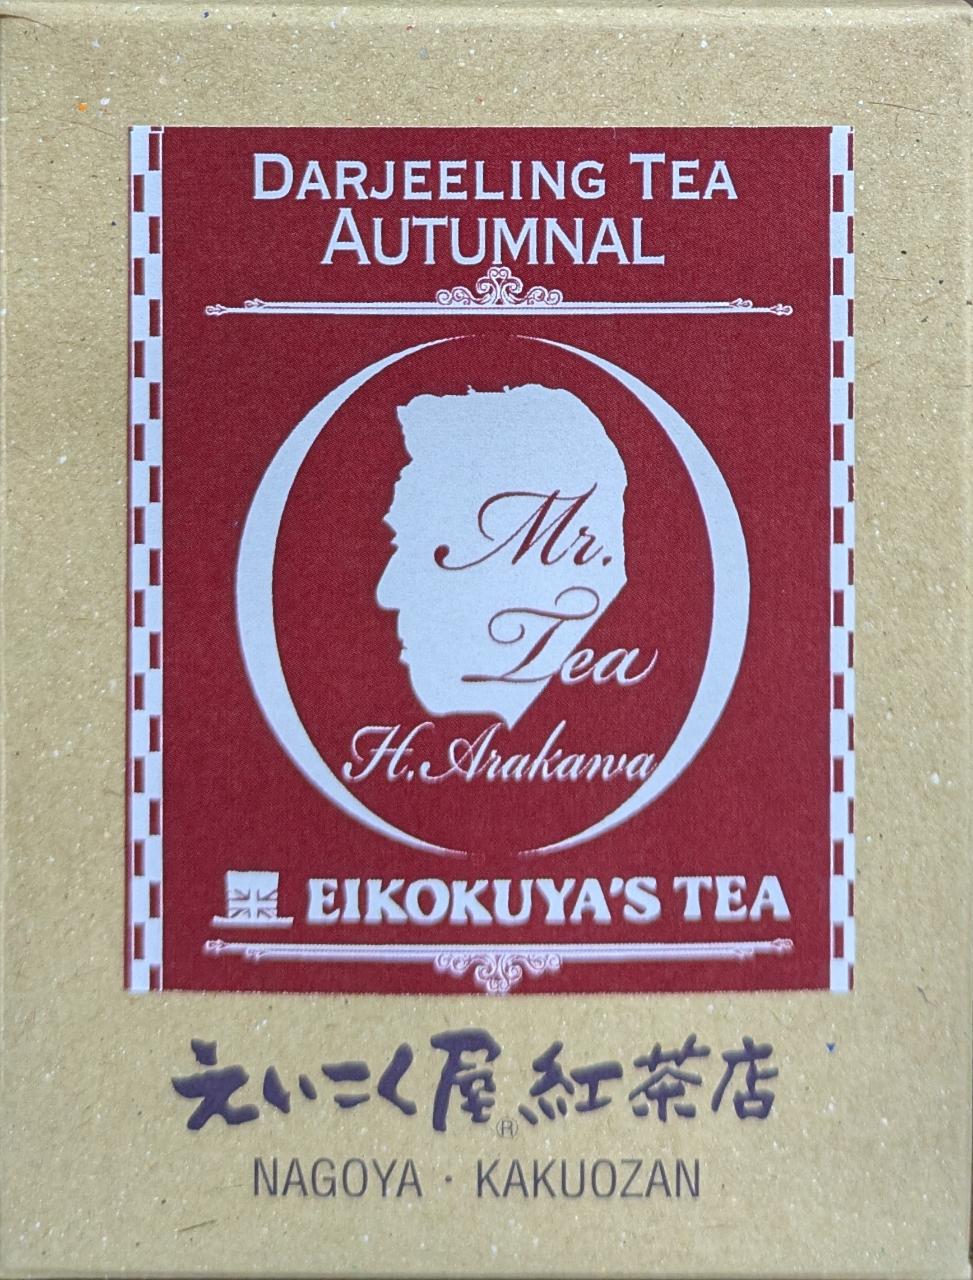 DARJEELING TEA
AUTUMNAL
Mr.
Tea
H. Arakawa
EIKOKUYA'S TEA
えいこく屋®紅茶店
NAGOYA・KAKUOZAN